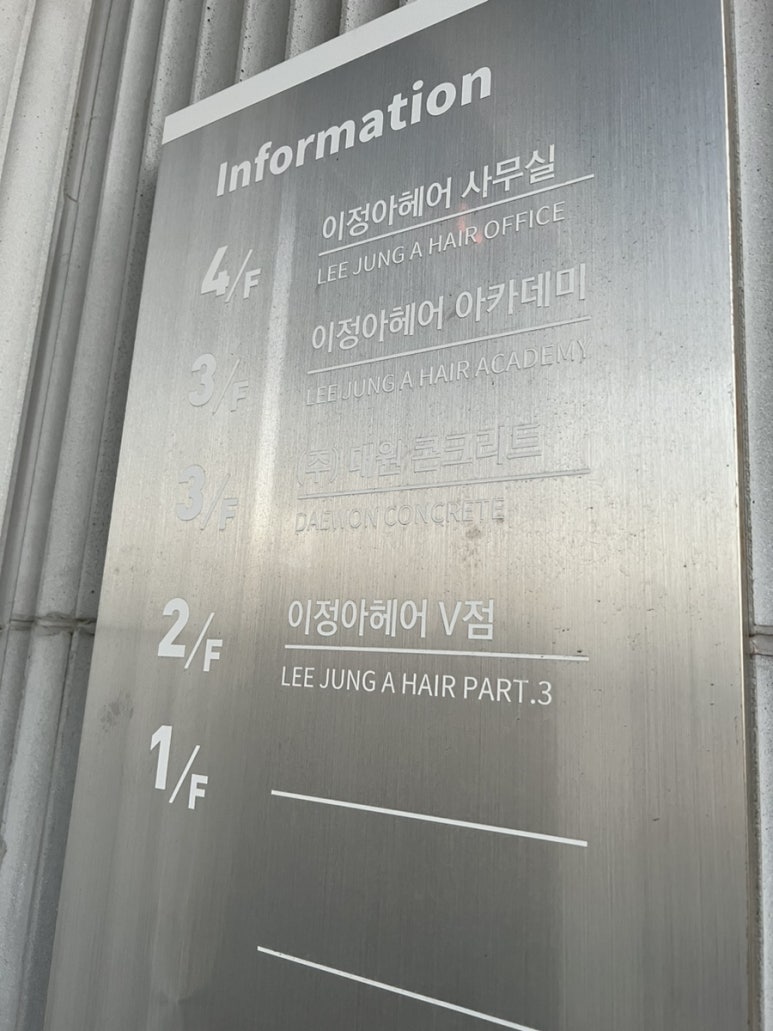 Information
4/F
이정아헤어 사무실
LEE JUNG A HAIR OFFICE
3/F
이정아헤어 아카데미
LEE JUNG A HAIR ACADEMY
3/F
(주) 대원콘크리트
DAEWON CONCRETE
2/F
이정아헤어 V점
LEE JUNG A HAIR PART.3
1/F